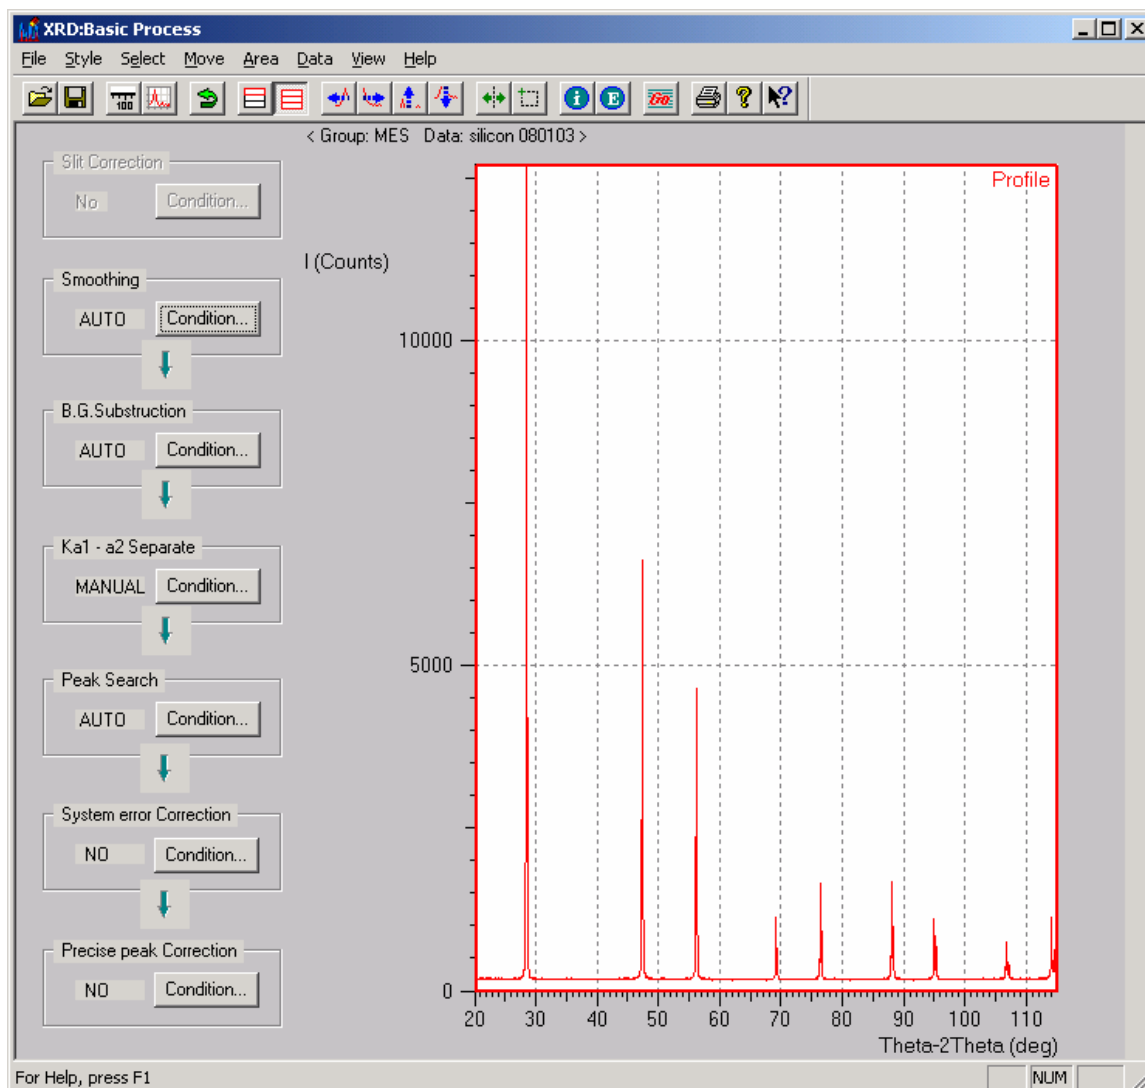 XRD:Basic Process
File Style Select Move Area Data View Help
100
i E Go ? ?
< Group: MES Data: silicon 080103 >
Slit Correction
No Condition...
Smoothing
AUTO Condition...
B.G.Substruction
AUTO Condition...
Ka1 - a2 Separate
MANUAL Condition...
Peak Search
AUTO Condition...
System error Correction
NO Condition...
Precise peak Correction
NO Condition...
Profile
I (Counts)
10000
5000
0
20 30 40 50 60 70 80 90 100 110
Theta-2Theta (deg)
For Help, press F1
NUM